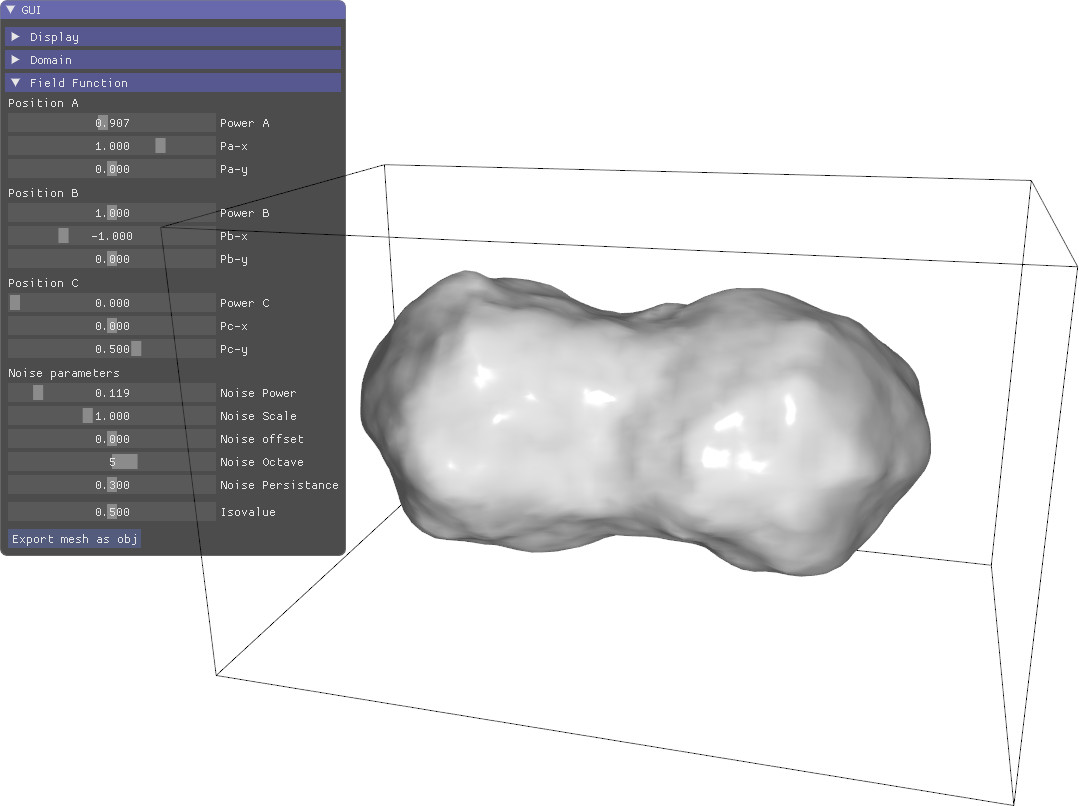 GUI
Display
Domain
Field Function
Position A
0.907 Power A
1.000 Pa-x
0.000 Pa-y
Position B
1.000 Power B
-1.000 Pb-x
0.000 Pb-y
Position C
0.000 Power C
0.000 Pc-x
0.500 Pc-y
Noise parameters
0.119 Noise Power
1.000 Noise Scale
0.000 Noise offset
5 Noise Octave
0.300 Noise Persistance
0.500 Isovalue
Export mesh as obj